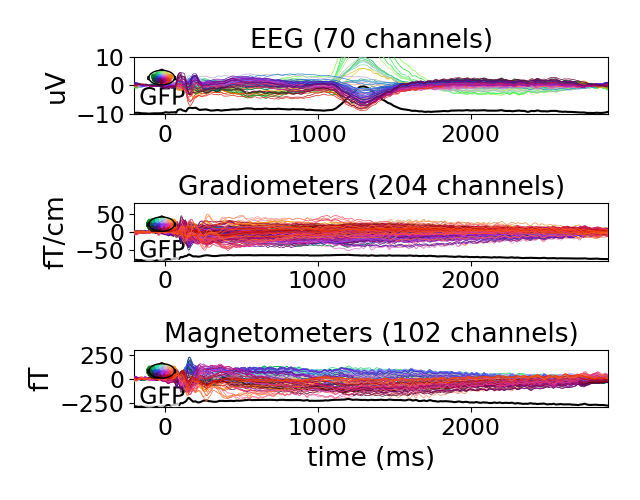 EEG (70 channels)
10
0
−10
uV
GFP
0 1000 2000
Gradiometers (204 channels)
50
0
−50
fT/cm
GFP
0 1000 2000
Magnetometers (102 channels)
250
0
−250
fT
GFP
0 1000 2000
time (ms)